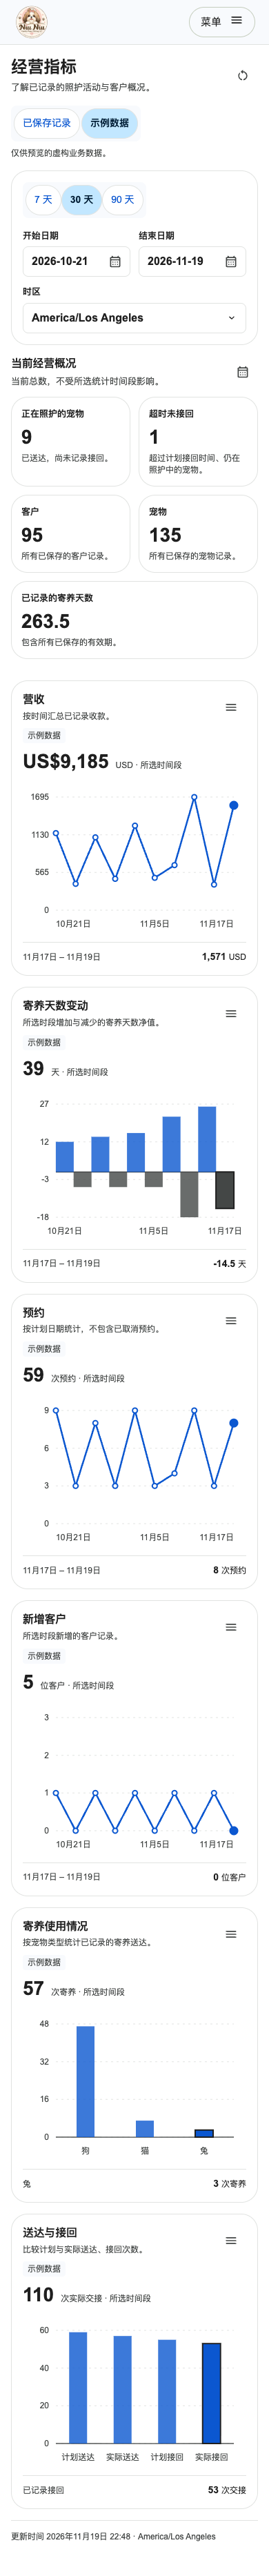 菜单
经营指标
了解已记录的照护活动与客户概况。
已保存记录 示例数据
仅供预览的虚构业务数据。
7 天 30 天 90 天
开始日期 结束日期
2026-10-21 2026-11-19
时区
America/Los Angeles
当前经营概况
当前总数，不受所选统计时间段影响。
正在照护的宠物
9
已送达，尚未记录接回。
超时未接回
1
超过计划接回时间、仍在
照护中的宠物。
客户
95
所有已保存的客户记录。
宠物
135
所有已保存的宠物记录。
已记录的寄养天数
263.5
包含所有已保存的有效期。
营收
按时间汇总已记录收款。
示例数据
US$9,185 USD · 所选时间段
1695
1130
565
0
10月21日 11月5日 11月17日
11月17日 – 11月19日 1,571 USD
寄养天数变动
所选时段增加与减少的寄养天数净值。
示例数据
39 天 · 所选时间段
27
12
-3
-18
10月21日 11月5日 11月17日
11月17日 – 11月19日 -14.5 天
预约
按计划日期统计，不包含已取消预约。
示例数据
59 次预约 · 所选时间段
9
6
3
0
10月21日 11月5日 11月17日
11月17日 – 11月19日 8 次预约
新增客户
所选时段新增的客户记录。
示例数据
5 位客户 · 所选时间段
3
2
1
0
10月21日 11月5日 11月17日
11月17日 – 11月19日 0 位客户
寄养使用情况
按宠物类型统计已记录的寄养送达。
示例数据
57 次寄养 · 所选时间段
48
32
16
0
狗 猫 兔
兔 3 次寄养
送达与接回
比较计划与实际送达、接回次数。
示例数据
110 次实际交接 · 所选时间段
60
40
20
0
计划送达 实际送达 计划接回 实际接回
已记录接回 53 次交接
更新时间 2026年11月19日 22:48 · America/Los Angeles